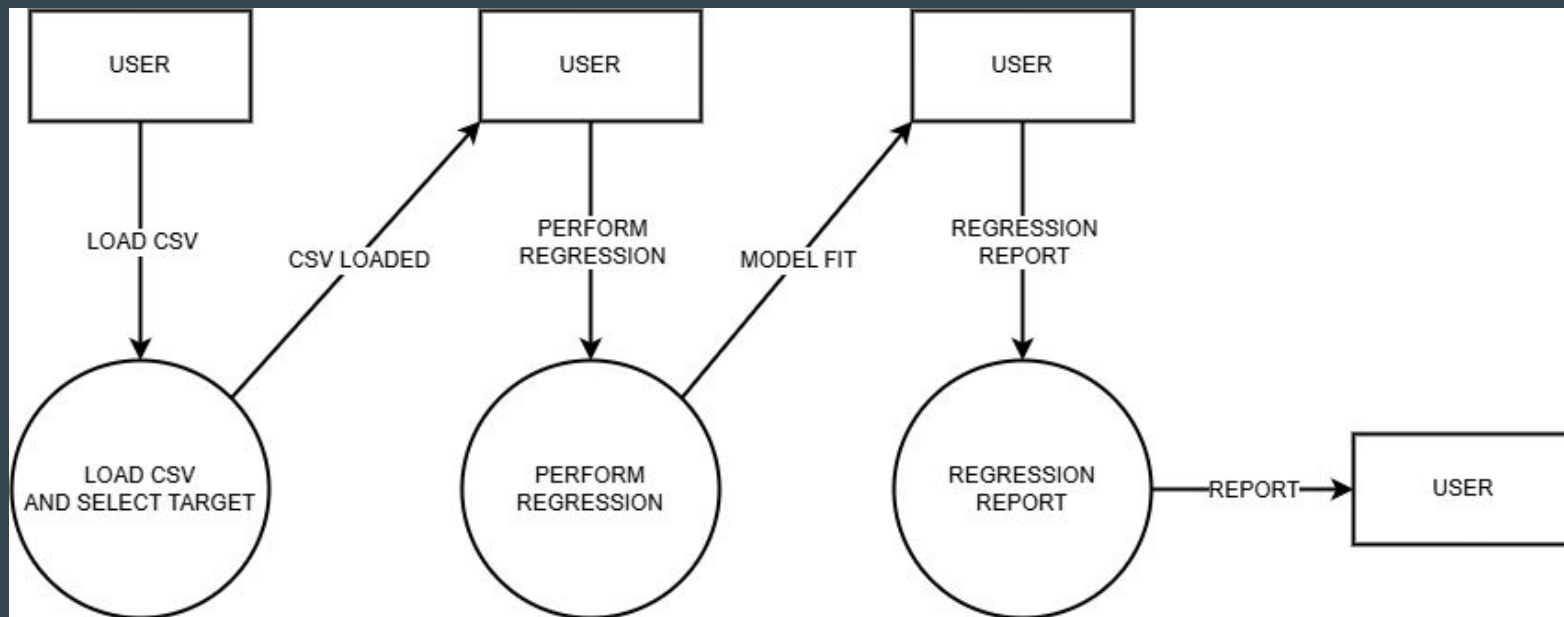 USER
USER
USER
LOAD CSV
CSV LOADED
PERFORM
REGRESSION
MODEL FIT
REGRESSION
REPORT
LOAD CSV
AND SELECT TARGET
PERFORM
REGRESSION
REGRESSION
REPORT
REPORT
USER